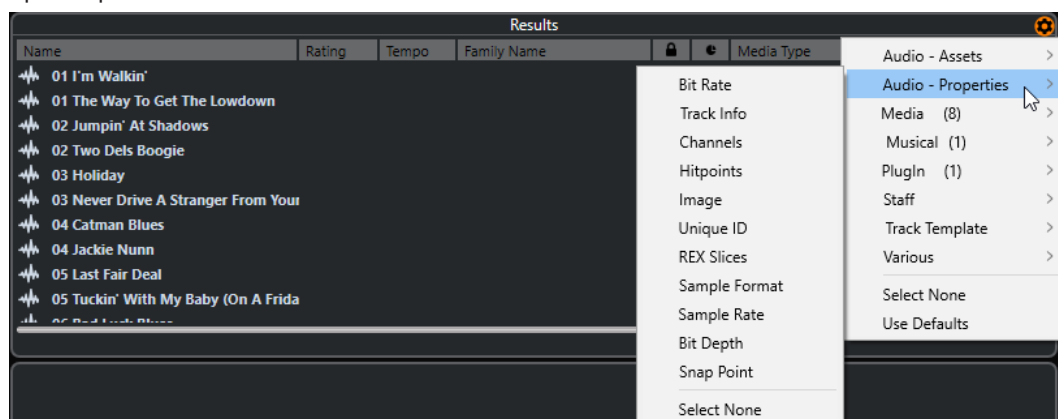 Results
Name Rating Tempo Family Name Media Type
01 I'm Walkin'
01 The Way To Get The Lowdown
02 Jumpin' At Shadows
02 Two Dels Boogie
03 Holiday
03 Never Drive A Stranger From Your
04 Catman Blues
04 Jackie Nunn
05 Last Fair Deal
05 Tuckin' With My Baby (On A Frida
Bit Rate
Track Info
Channels
Hitpoints
Image
Unique ID
REX Slices
Sample Format
Sample Rate
Bit Depth
Snap Point
Select None
Audio - Assets
Audio - Properties
Media (8)
Musical (1)
PlugIn (1)
Staff
Track Template
Various
Select None
Use Defaults